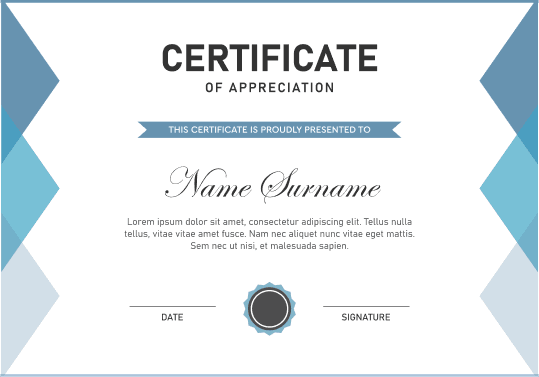 CERTIFICATE
OF APPRECIATION
THIS CERTIFICATE IS PROUDLY PRESENTED TO
Name Surname
Lorem ipsum dolor sit amet, consectetur adipiscing elit. Tellus nulla
tellus, vitae vitae amet fusce. Nam nec aliquet nunc vitae eget mattis.
Sem nec ut nisi, et malesuada sapien.
DATE
SIGNATURE